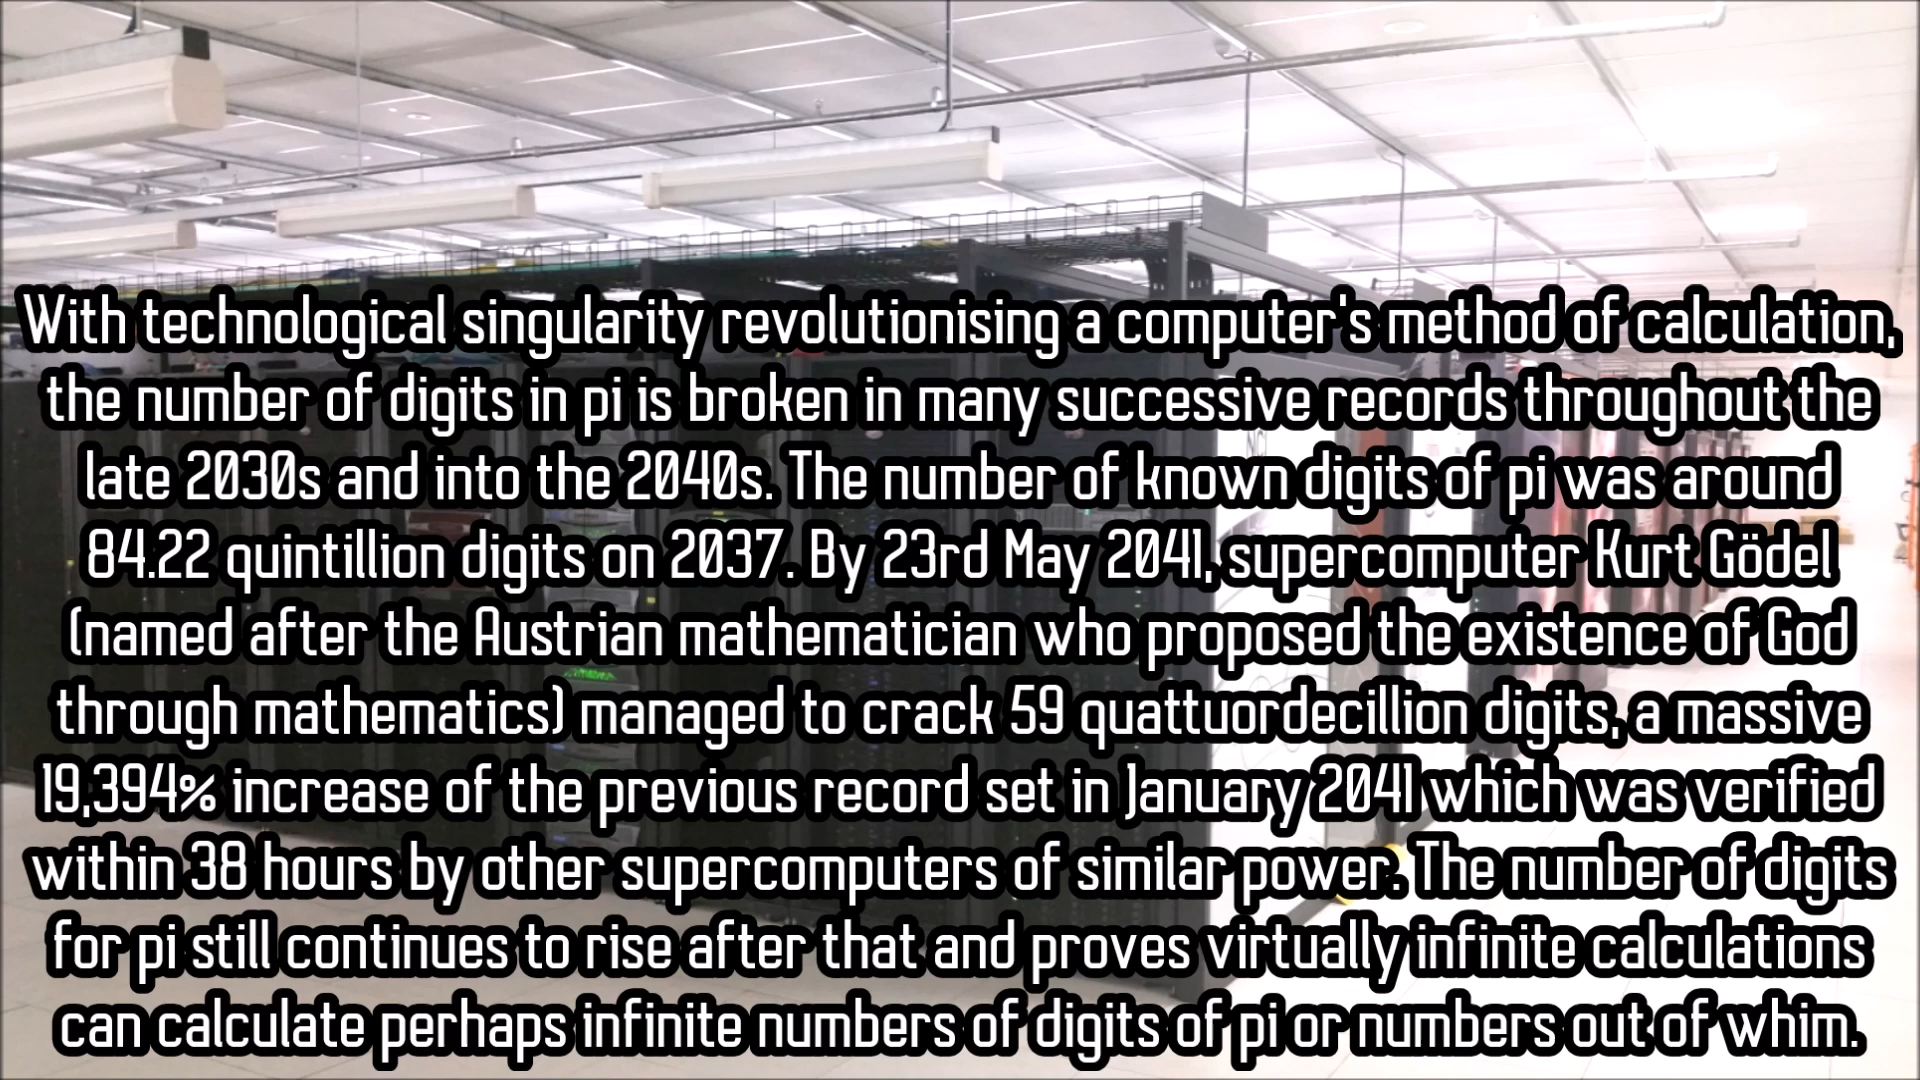 With technological singularity revolutionising a computer's method of calculation,
the number of digits in pi is broken in many successive records throughout the
late 2030s and into the 2040s. The number of known digits of pi was around
84.22 quintillion digits on 2037. By 23rd May 2041, supercomputer Kurt Gödel
(named after the Austrian mathematician who proposed the existence of God
through mathematics) managed to crack 59 quattuordecillion digits, a massive
19,394% increase of the previous record set in January 2041 which was verified
within 38 hours by other supercomputers of similar power. The number of digits
for pi still continues to rise after that and proves virtually infinite calculations
can calculate perhaps infinite numbers of digits of pi or numbers out of whim.